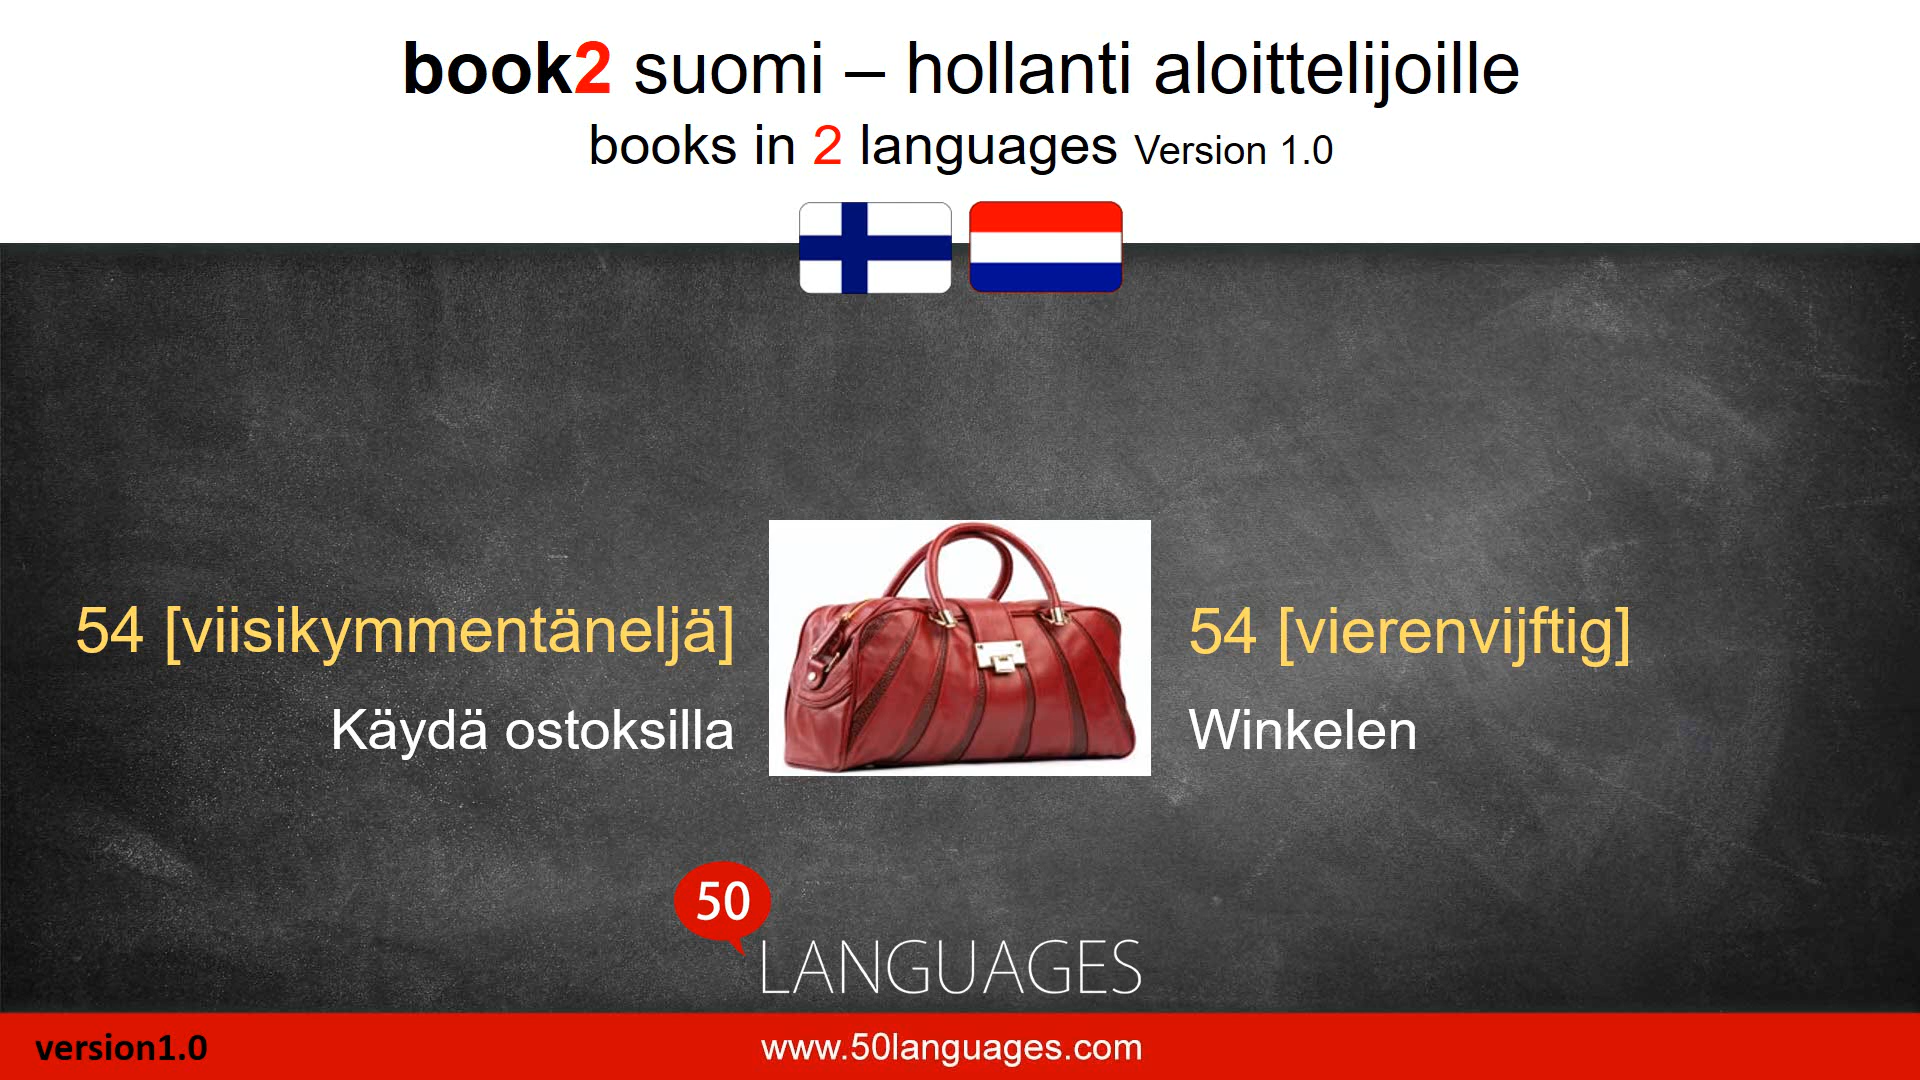 book2 suomi – hollanti aloittelijoille
books in 2 languages Version 1.0
54 [viisikymmentäneljä]
Käydä ostoksilla
54 [vierenvijftig]
Winkelen
50
LANGUAGES
version1.0
www.50languages.com